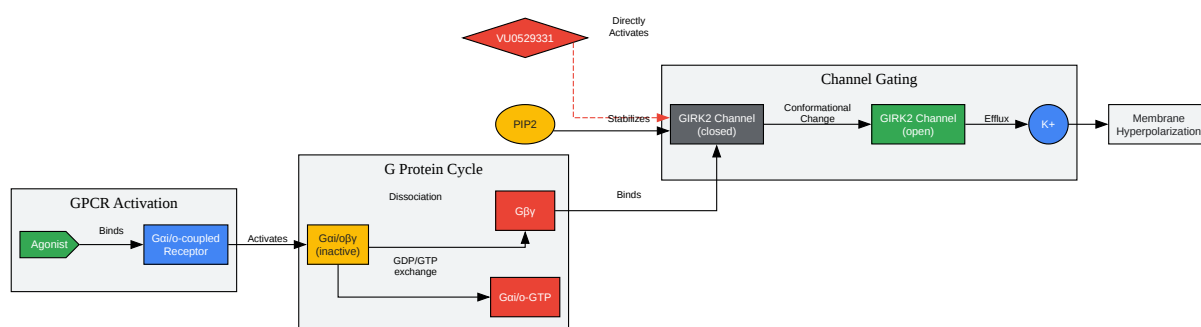 Directly
Activates
VU0529331
Channel Gating
PIP2
Stabilizes
GIRK2 Channel
(closed)
Conformational
Change
GIRK2 Channel
(open)
Efflux
K+
Membrane
Hyperpolarization
G Protein Cycle
Dissociation
Gβγ
Binds
GPCR Activation
Agonist
Binds
Gαi/o-coupled
Receptor
Activates
Gαi/oβγ
(inactive)
GDP/GTP
exchange
Gαi/o-GTP